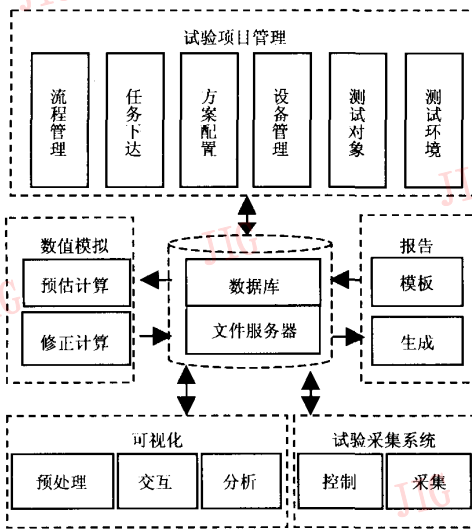 试验项目管理
流程管理
任务下达
方案配置
设备管理
测试对象
测试环境
数值模拟
预估计算
修正计算
数据库
文件服务器
报告
模板
生成
可视化
预处理
交互
分析
试验采集系统
控制
采集
JIG
JIG
JIG
JIG